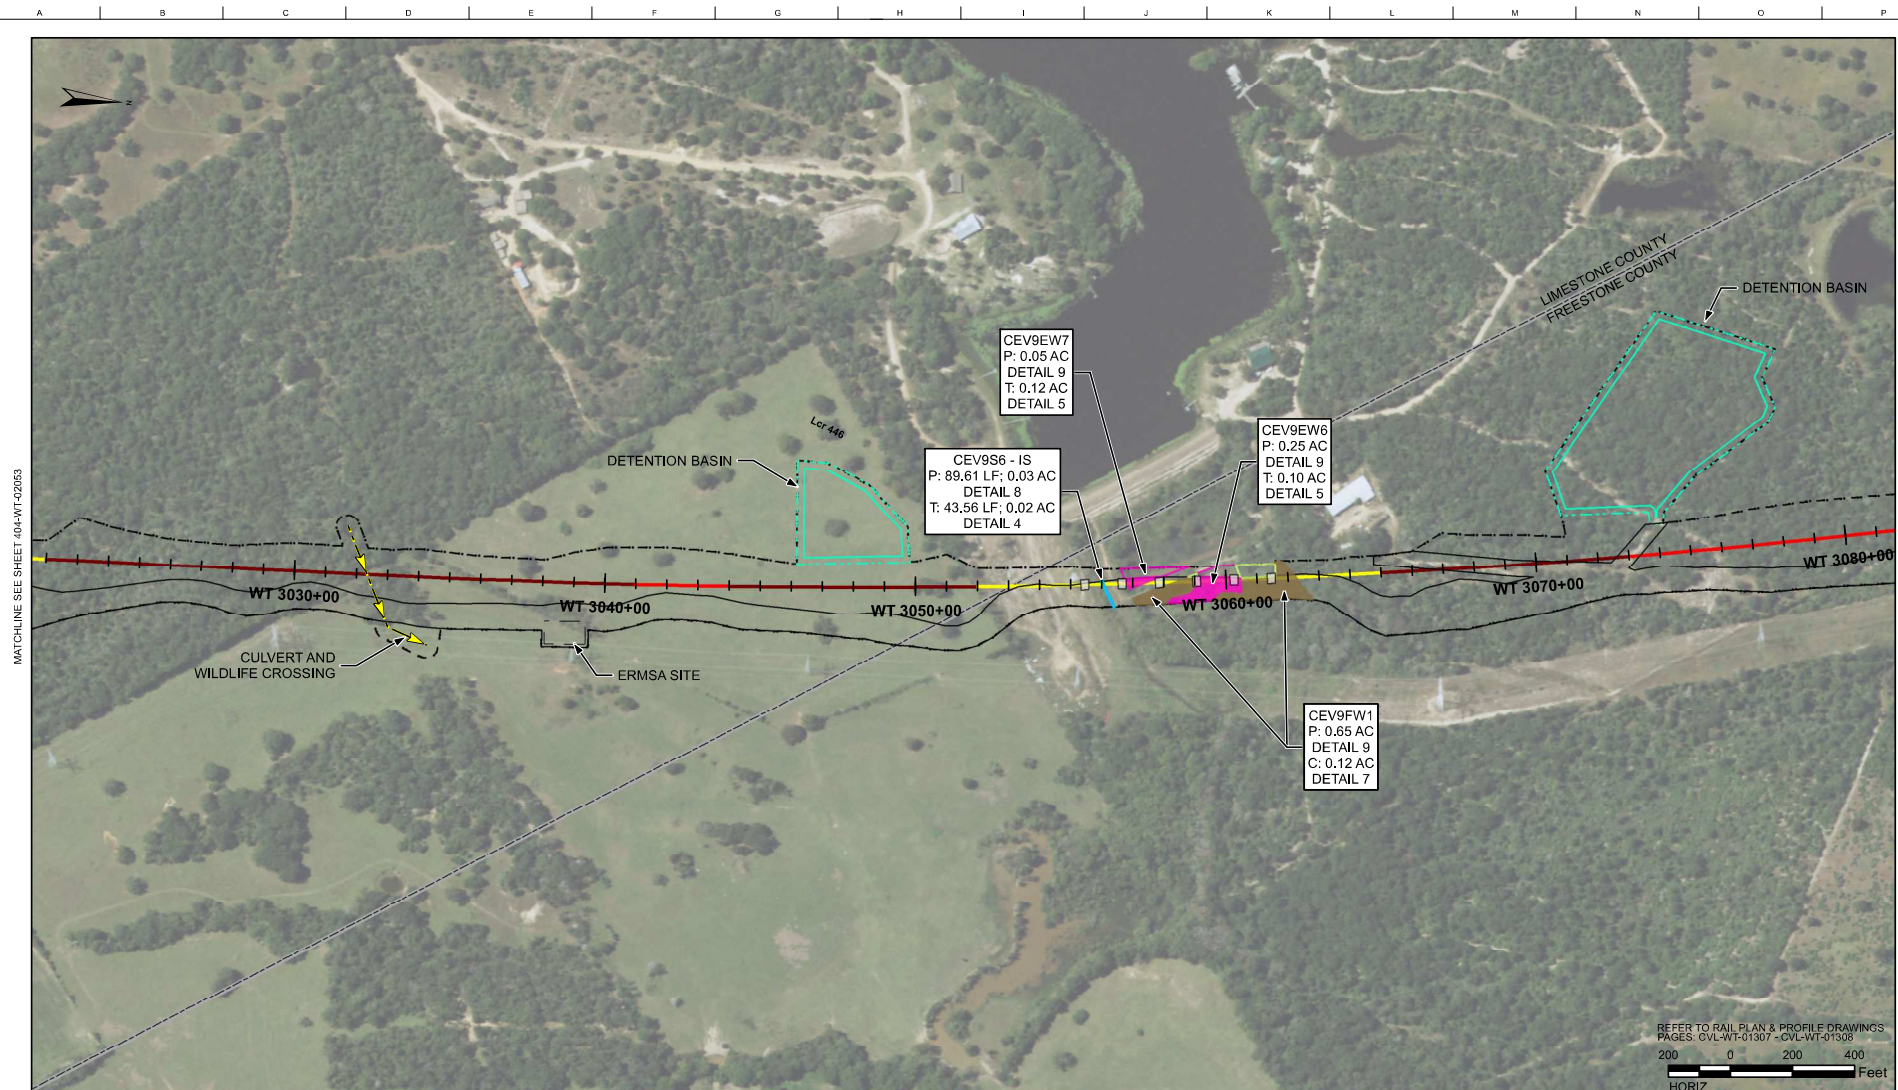 A B C D E F G H I J K L M N O P
N
MATCHLINE SEE SHEET 404-WT-02053
LIMESTONE COUNTY
FREESTONE COUNTY
DETENTION BASIN
CEV9EW7
P: 0.05 AC
DETAIL 9
T: 0.12 AC
DETAIL 5
Lcr 446
CEV9EW6
P: 0.25 AC
DETAIL 9
T: 0.10 AC
DETAIL 5
DETENTION BASIN
CEV9S6 - IS
P: 89.61 LF; 0.03 AC
DETAIL 8
T: 43.56 LF; 0.02 AC
DETAIL 4
WT 3030+00
WT 3040+00
WT 3050+00
WT 3060+00
WT 3070+00
WT 3080+00
CULVERT AND
WILDLIFE CROSSING
ERMSA SITE
CEV9FW1
P: 0.65 AC
DETAIL 9
C: 0.12 AC
DETAIL 7
REFER TO RAIL PLAN & PROFILE DRAWINGS
PAGES: CVL-WT-01307 - CVL-WT-01308
200 0 200 400
Feet
HORIZ